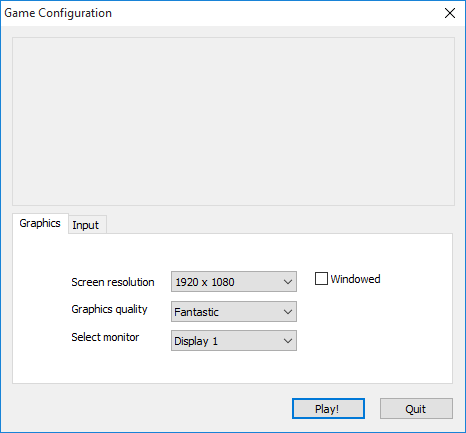 Game Configuration
Graphics Input
Screen resolution 1920 x 1080 Windowed
Graphics quality Fantastic
Select monitor Display 1
Play! Quit